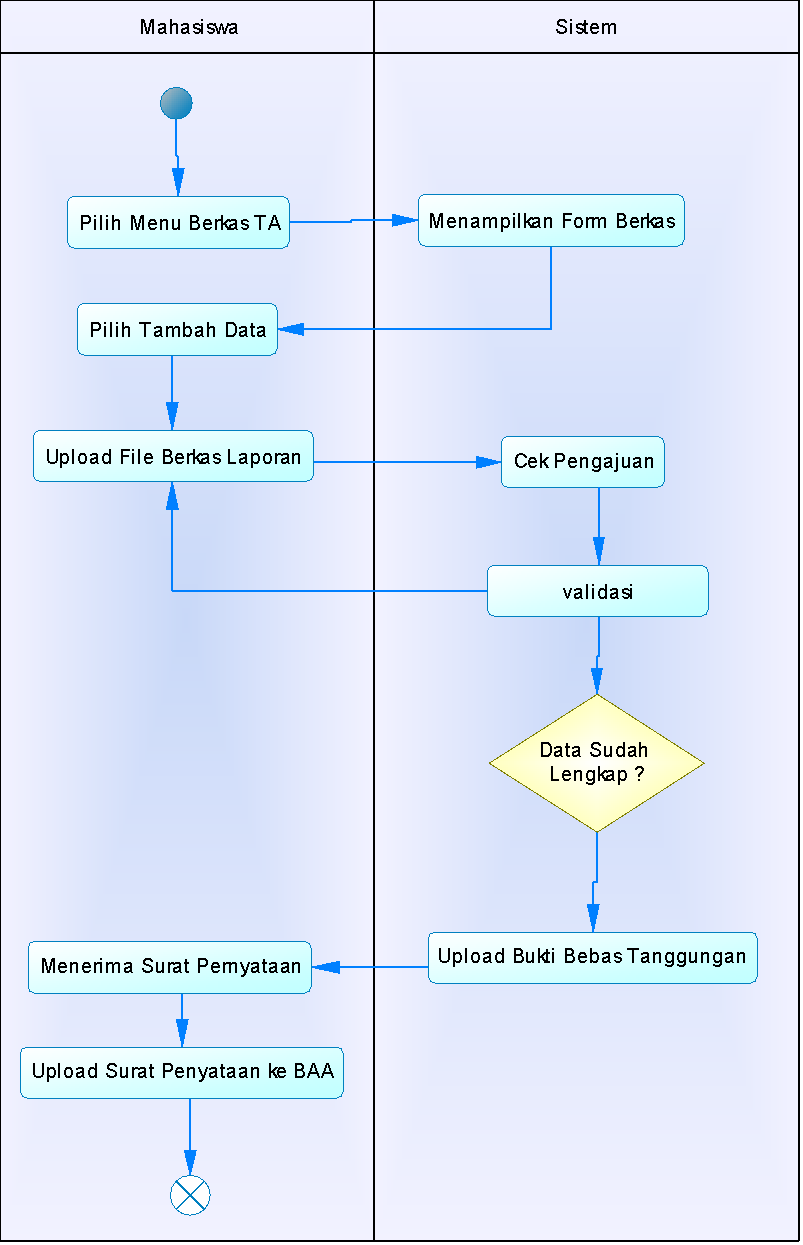 Mahasiswa
Sistem
Pilih Menu Berkas TA
Menampilkan Form Berkas
Pilih Tambah Data
Upload File Berkas Laporan
Cek Pengajuan
validasi
Data Sudah
Lengkap ?
Upload Bukti Bebas Tanggungan
Menerima Surat Pernyataan
Upload Surat Penyataan ke BAA